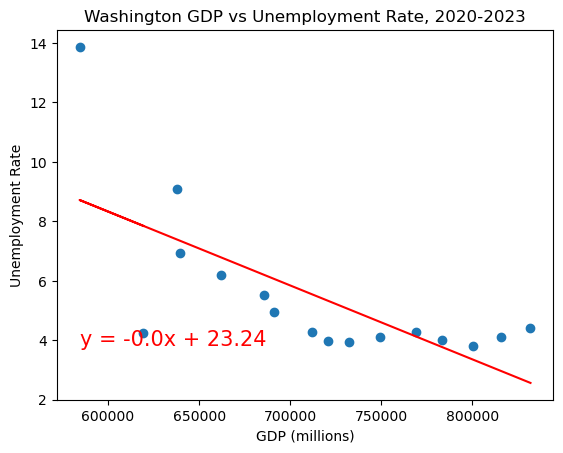 Washington GDP vs Unemployment Rate, 2020-2023
14
12
10
8
6
4
2
Unemployment Rate
y = -0.0x + 23.24
600000 650000 700000 750000 800000
GDP (millions)